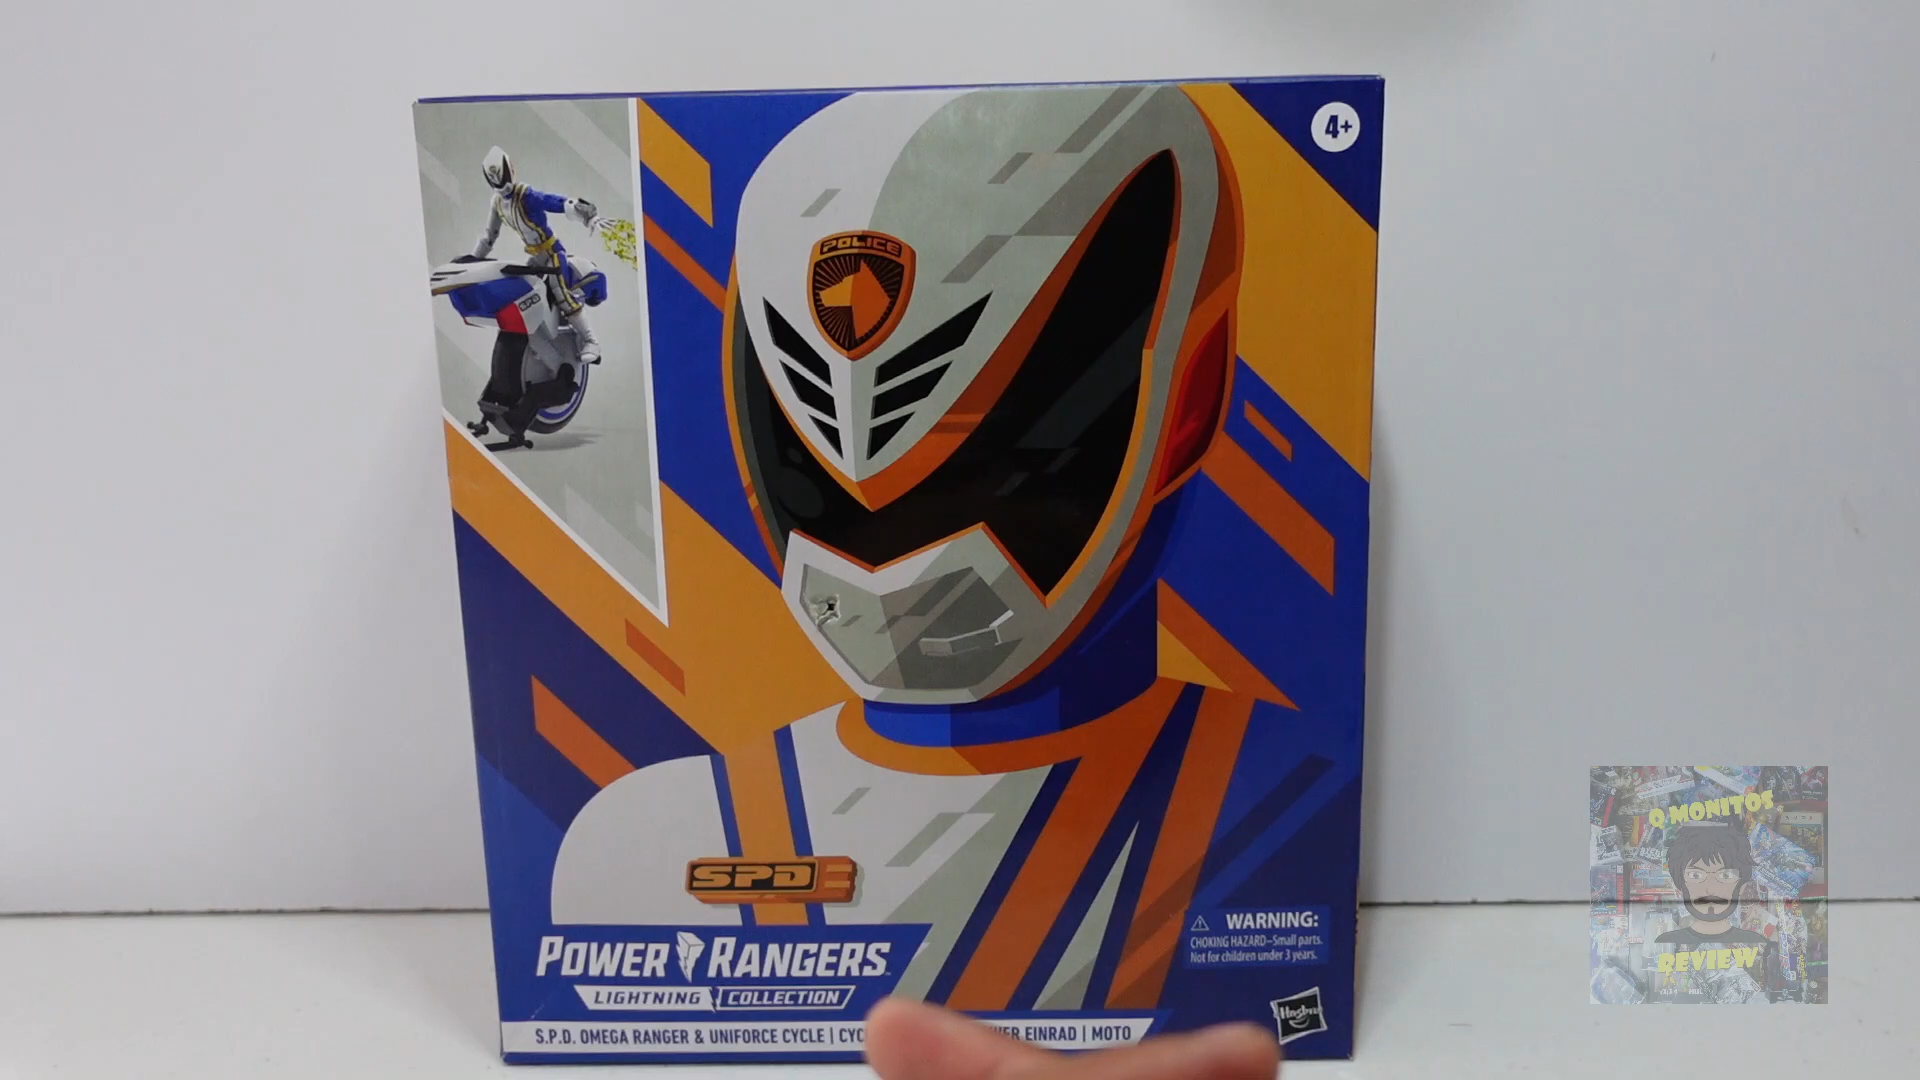 4+
POLICE
SPD
SPD
POWER RANGERS
LIGHTNING COLLECTION
S.P.D. OMEGA RANGER & UNIFORCE CYCLE | EINRAD | MOTO
WARNING:
CHOKING HAZARD–Small parts.
Not for children under 3 years.
Hasbro
Q MONITOS
REVIEW